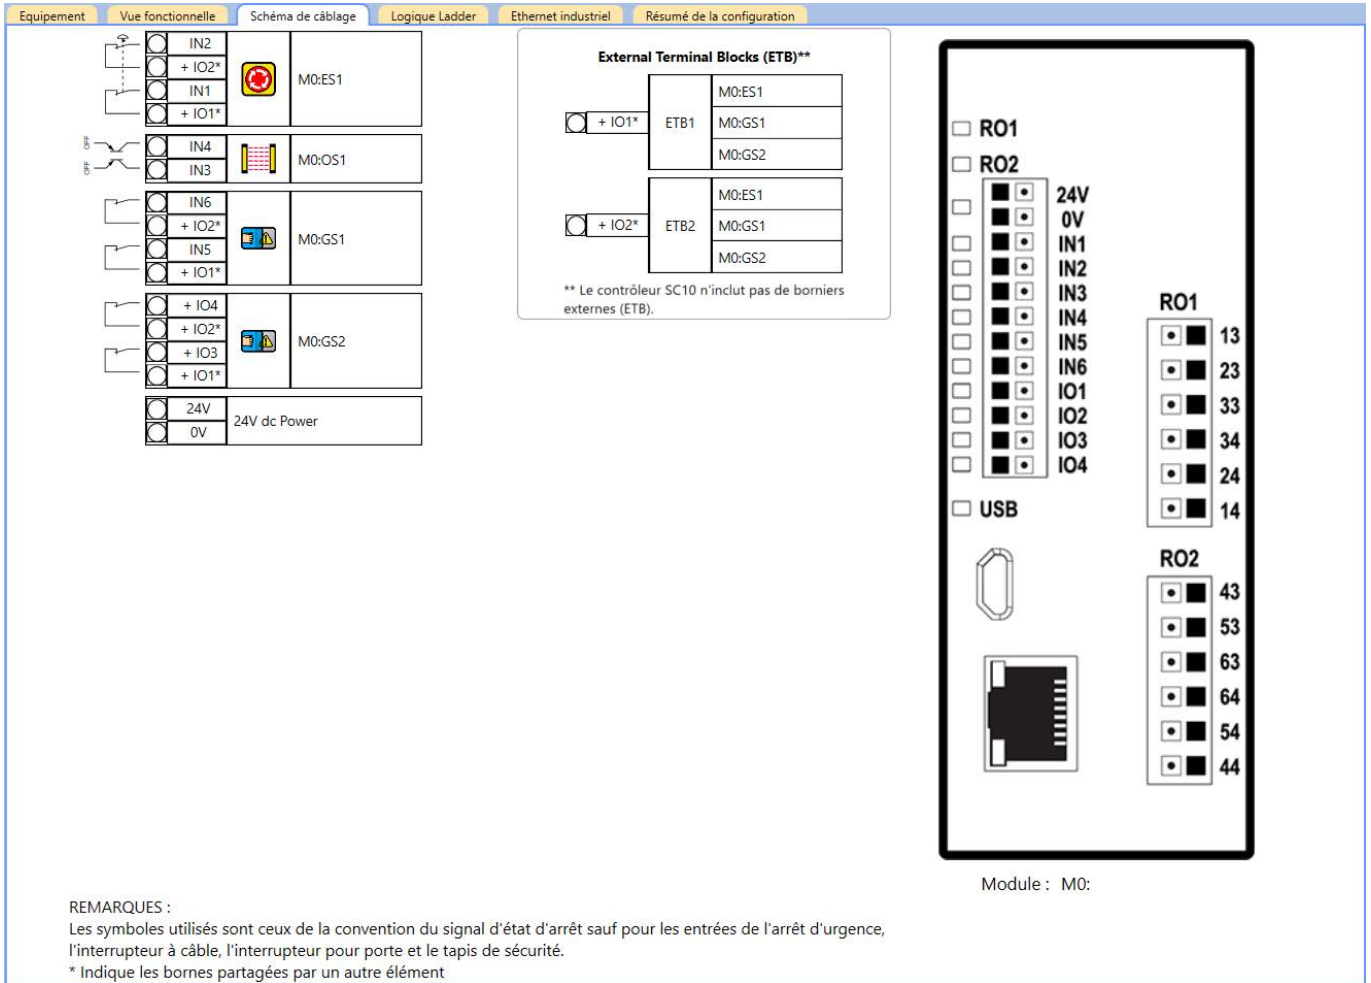 Equipement
Vue fonctionnelle
Schéma de câblage
Logique Ladder
Ethernet industriel
Résumé de la configuration
IN2
+ IO2*
IN1
+ IO1*
M0:ES1
OFF
OFF
IN4
IN3
M0:OS1
IN6
+ IO2*
IN5
+ IO1*
M0:GS1
+ IO4
+ IO2*
+ IO3
+ IO1*
M0:GS2
24V
0V
24V dc Power
External Terminal Blocks (ETB)**
+ IO1*
ETB1
M0:ES1
M0:GS1
M0:GS2
+ IO2*
ETB2
M0:ES1
M0:GS1
M0:GS2
** Le contrôleur SC10 n'inclut pas de borniers
externes (ETB).
RO1
RO2
24V
0V
IN1
IN2
IN3
IN4
IN5
IN6
IO1
IO2
IO3
IO4
USB
RO1
13
23
33
34
24
14
RO2
43
53
63
64
54
44
Module : M0:
REMARQUES :
Les symboles utilisés sont ceux de la convention du signal d'état d'arrêt sauf pour les entrées de l'arrêt d'urgence,
l'interrupteur à câble, l'interrupteur pour porte et le tapis de sécurité.
* Indique les bornes partagées par un autre élément